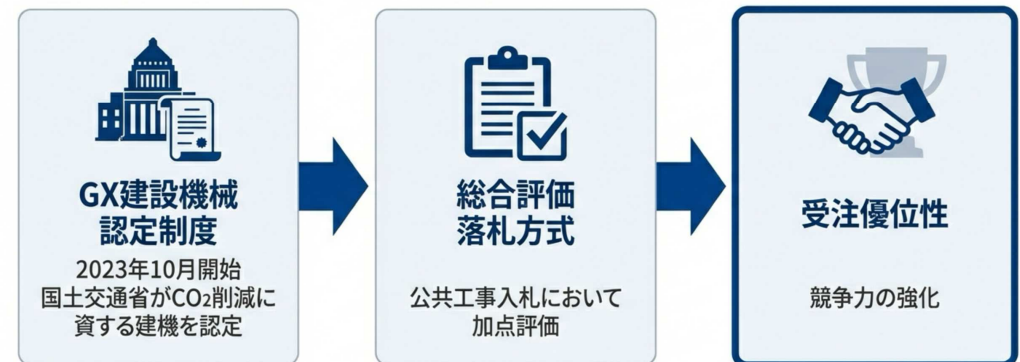 GX建設機械
認定制度
2023年10月開始
国土交通省がCO₂削減に
資する建機を認定
総合評価
落札方式
公共工事入札において
加点評価
受注優位性
競争力の強化